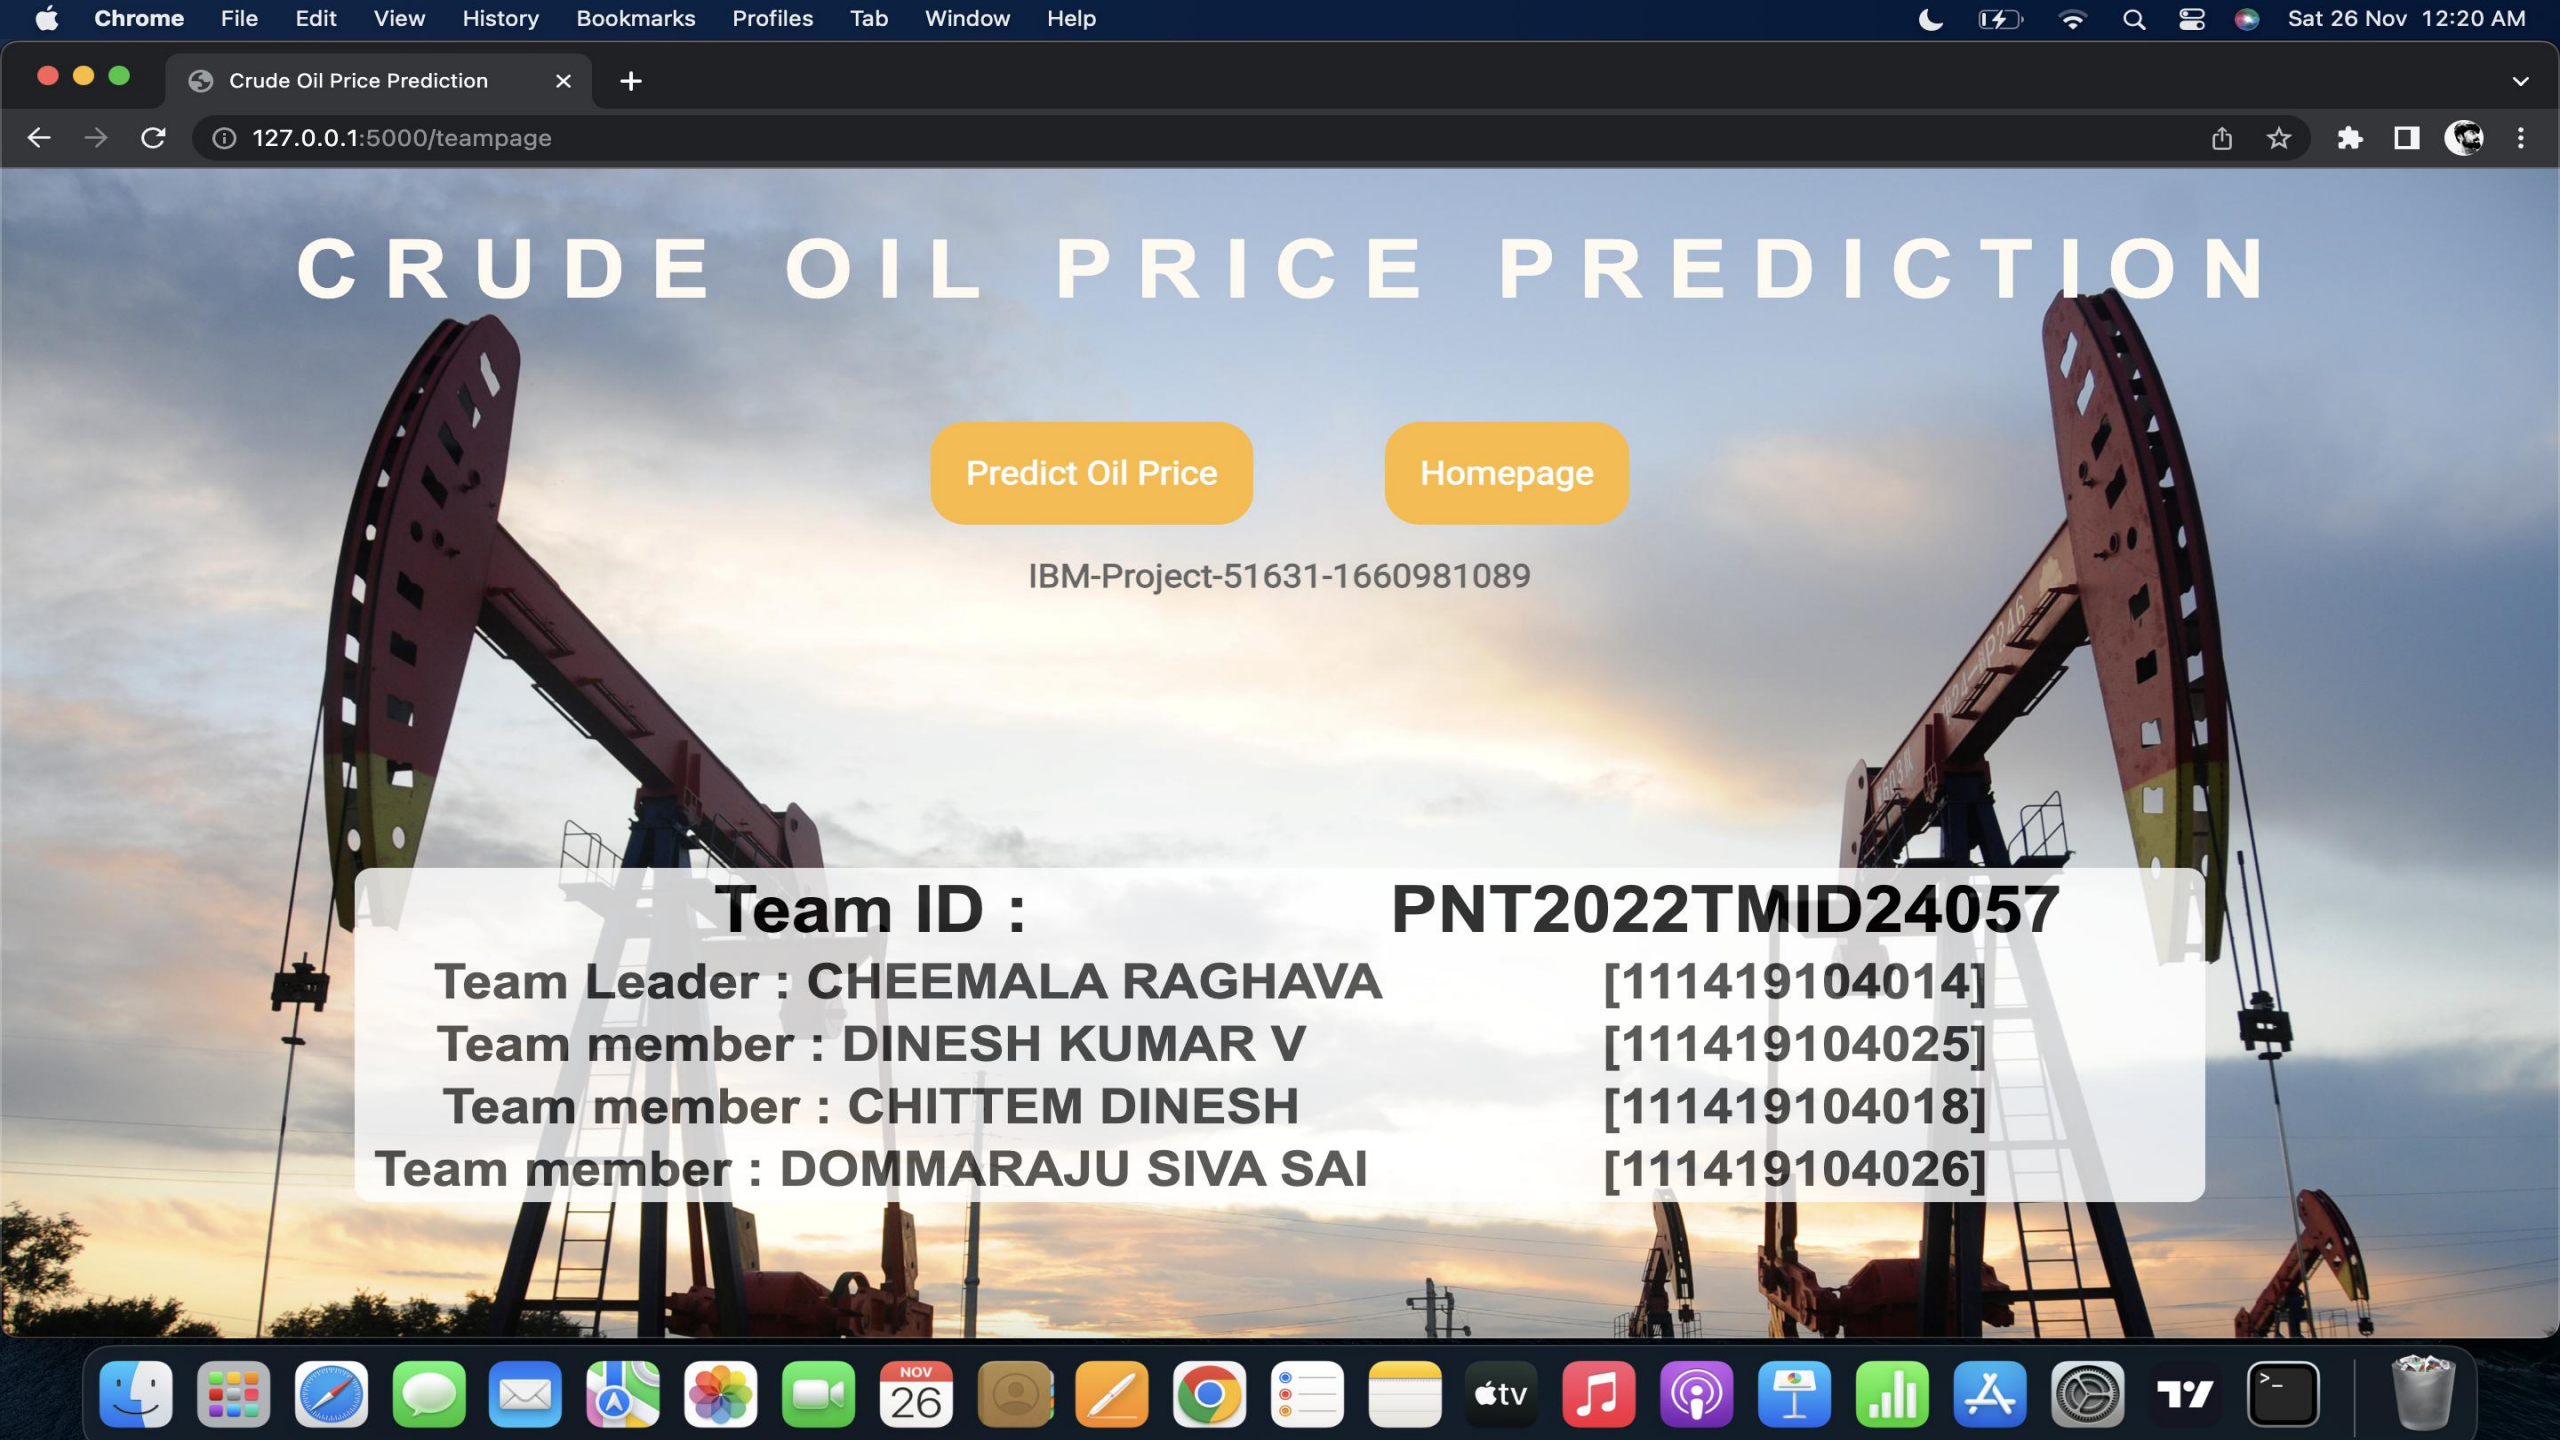 Chrome File Edit View History Bookmarks Profiles Tab Window Help Sat 26 Nov 12:20 AM
Crude Oil Price Prediction
127.0.0.1:5000/teampage
CRUDE OIL PRICE PREDICTION
Predict Oil Price Homepage
IBM-Project-51631-1660981089
Team ID : PNT2022TMID24057
Team Leader : CHEEMALA RAGHAVA [111419104014]
Team member : DINESH KUMAR V [111419104025]
Team member : CHITTEM DINESH [111419104018]
Team member : DOMMARAJU SIVA SAI [111419104026]
NOV
26
tv
>_